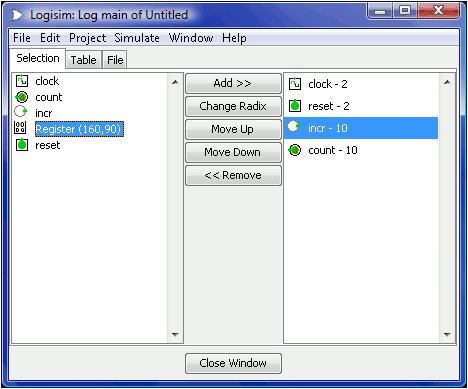 Logisim: Log main of Untitled
File Edit Project Simulate Window Help
Selection Table File
clock
count
incr
Register (160,90)
reset
Add >>
Change Radix
Move Up
Move Down
<< Remove
clock - 2
reset - 2
incr - 10
count - 10
Close Window